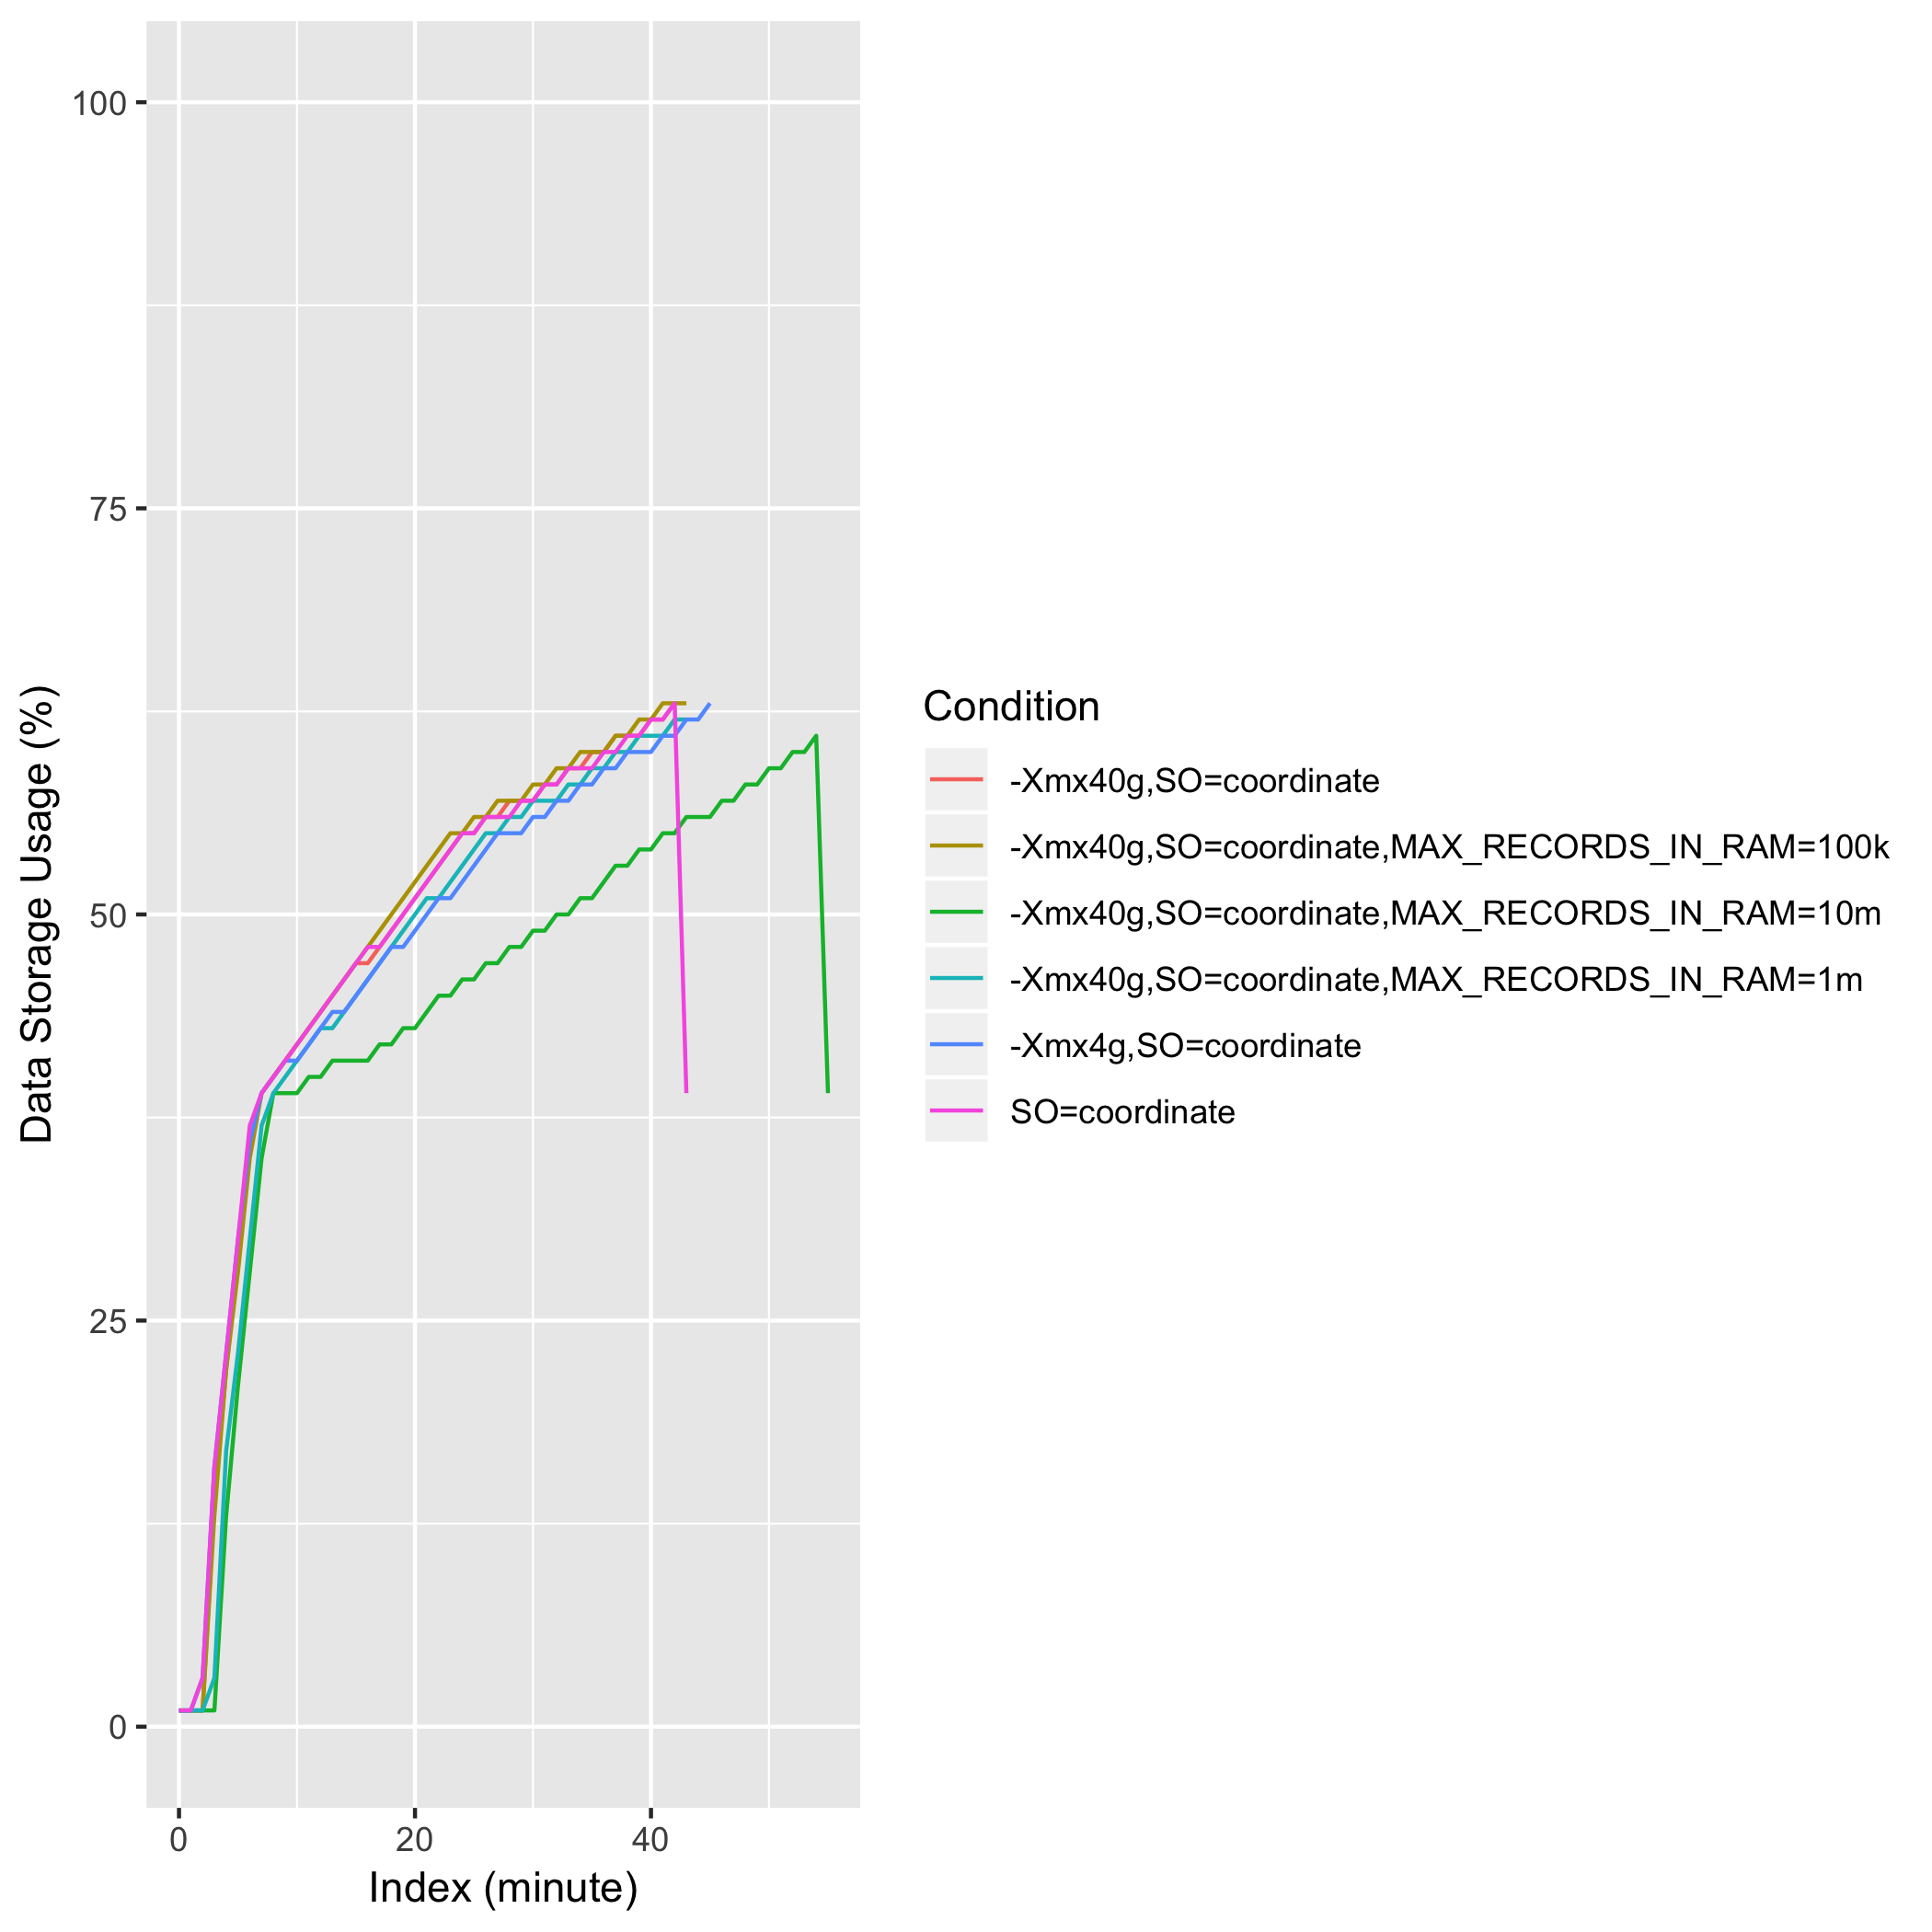 100
75
50
25
0
Data Storage Usage (%)
0 20 40
Index (minute)
Condition
-Xmx40g,SO=coordinate
-Xmx40g,SO=coordinate,MAX_RECORDS_IN_RAM=100k
-Xmx40g,SO=coordinate,MAX_RECORDS_IN_RAM=10m
-Xmx40g,SO=coordinate,MAX_RECORDS_IN_RAM=1m
-Xmx4g,SO=coordinate
SO=coordinate